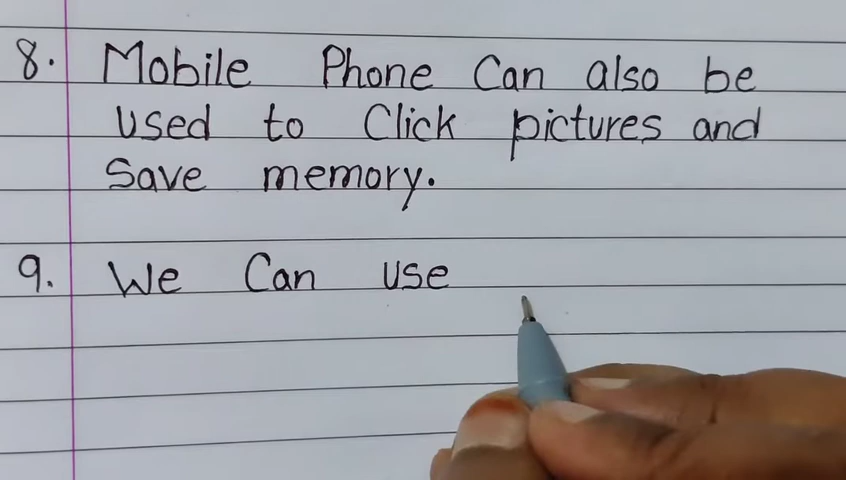 8. Mobile Phone Can also be
used to Click pictures and
Save memory.
9. We Can use